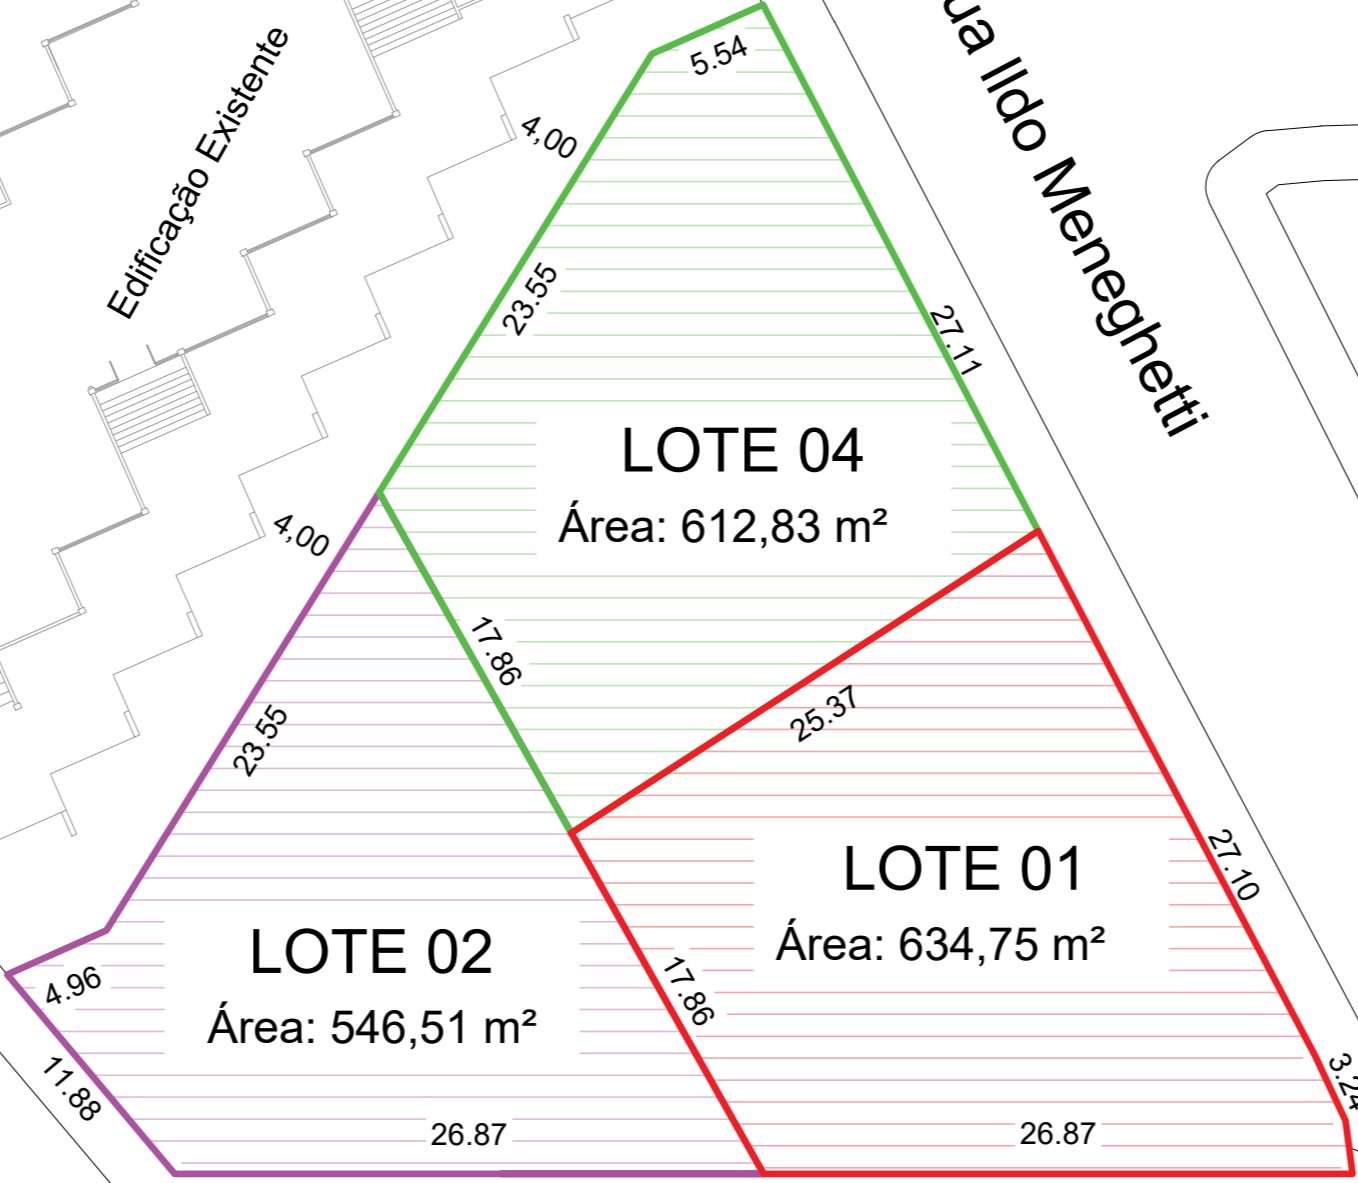 Edificação Existente
5.54
4,00
ua Ildo Meneghetti
23.55
27.11
LOTE 04
Área: 612,83 m²
4,00
17.86
25.37
23.55
LOTE 01
Área: 634,75 m²
27.10
LOTE 02
Área: 546,51 m²
4.96
17.86
11.88
3.24
26.87
26.87